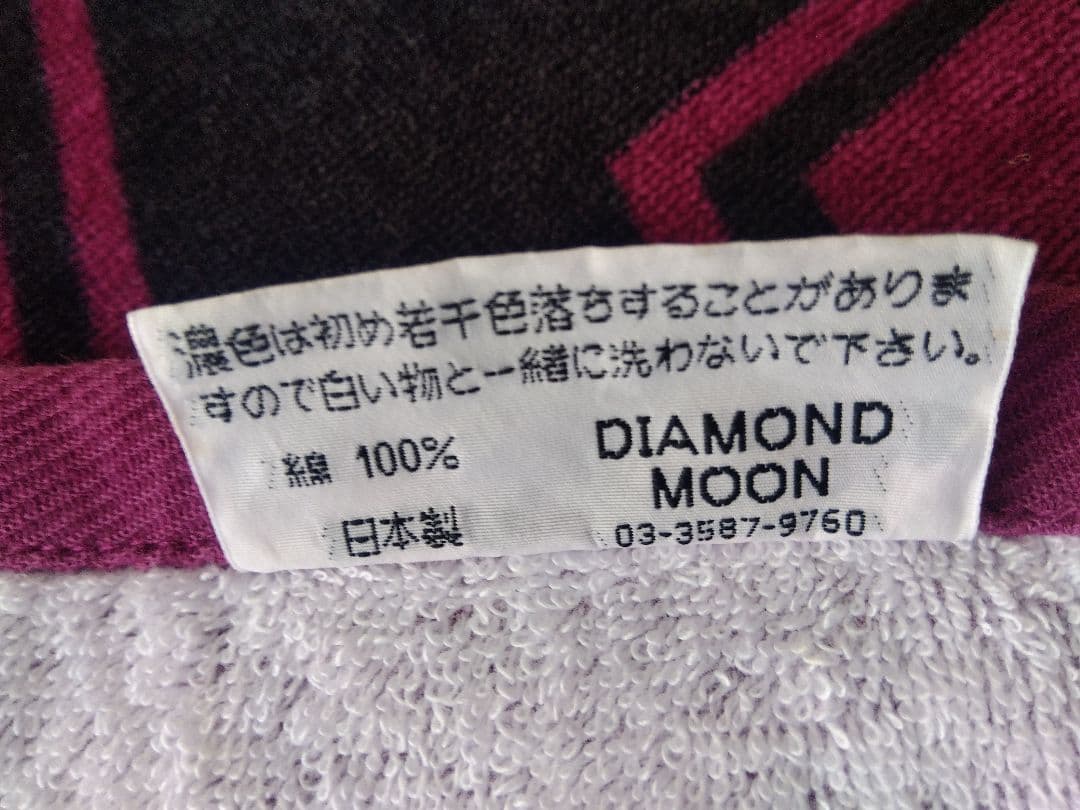 濃色は初め若干色落ちすることがありま
すので白い物と一緒に洗わないで下さい。
綿 100%
日本製
DIAMOND
MOON
03-3587-9760